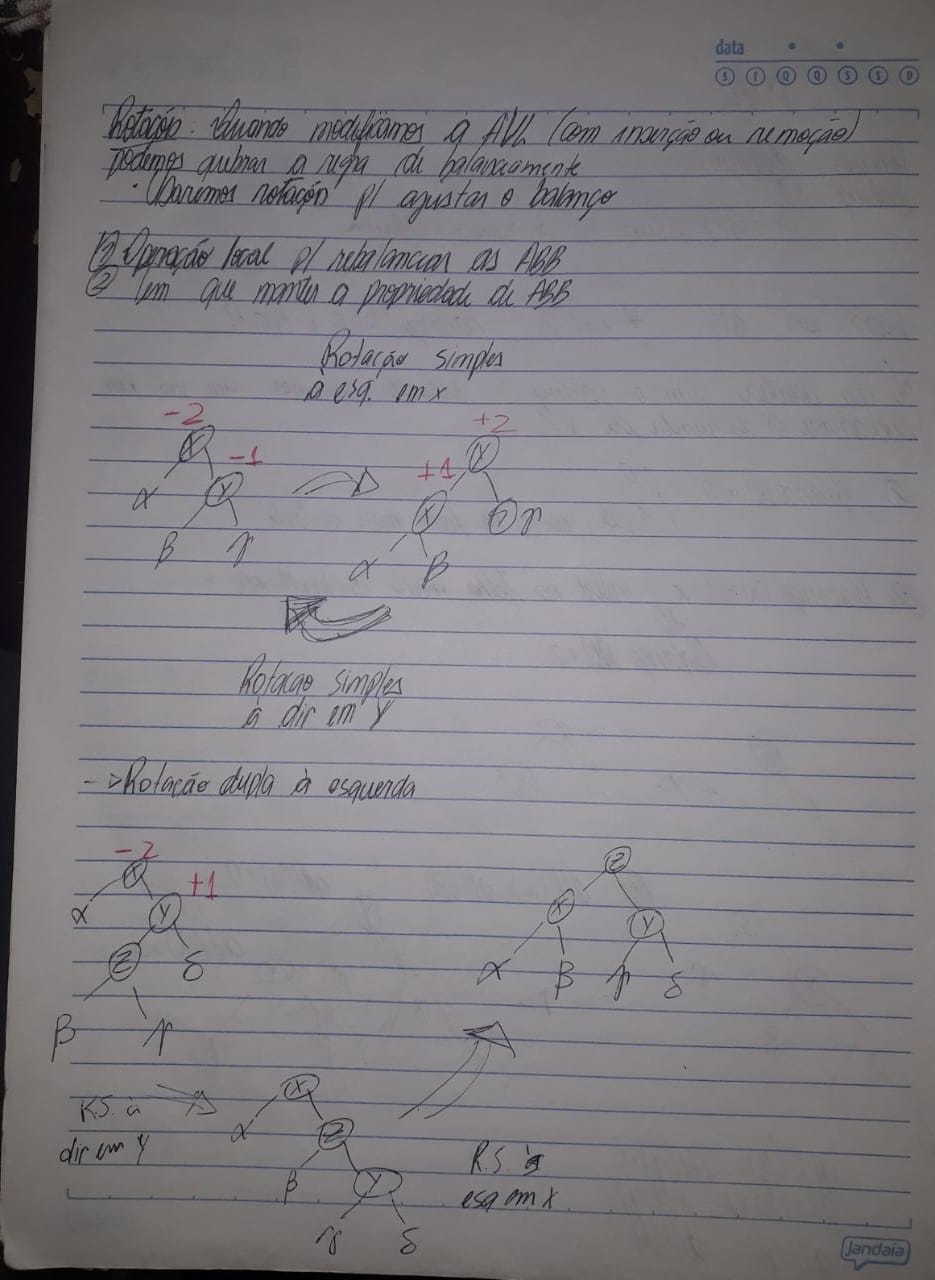 data
S T Q Q S S D
Rotação: Quando modificamos a AVL (com inserção ou remoção)
podemos quebrar a regra de balanceamente
• Daremos rotação p/ ajustar o balanço
① Operação local p/ rebalancear as ABB
② Tem que manter a propriedade de ABB
Rotação simples
à esq. em x
-2 +2
X -1 +1 Y
α Y X γ
β γ α β
Rotação simples
à dir em Y
-> Rotação dupla à esquerda
-2 Z
X +1
α Y X Y
Z δ α β γ δ
β γ
R.S. à X
dir em Y α Z R.S. à
β Y esq em X
γ δ
Jandaia